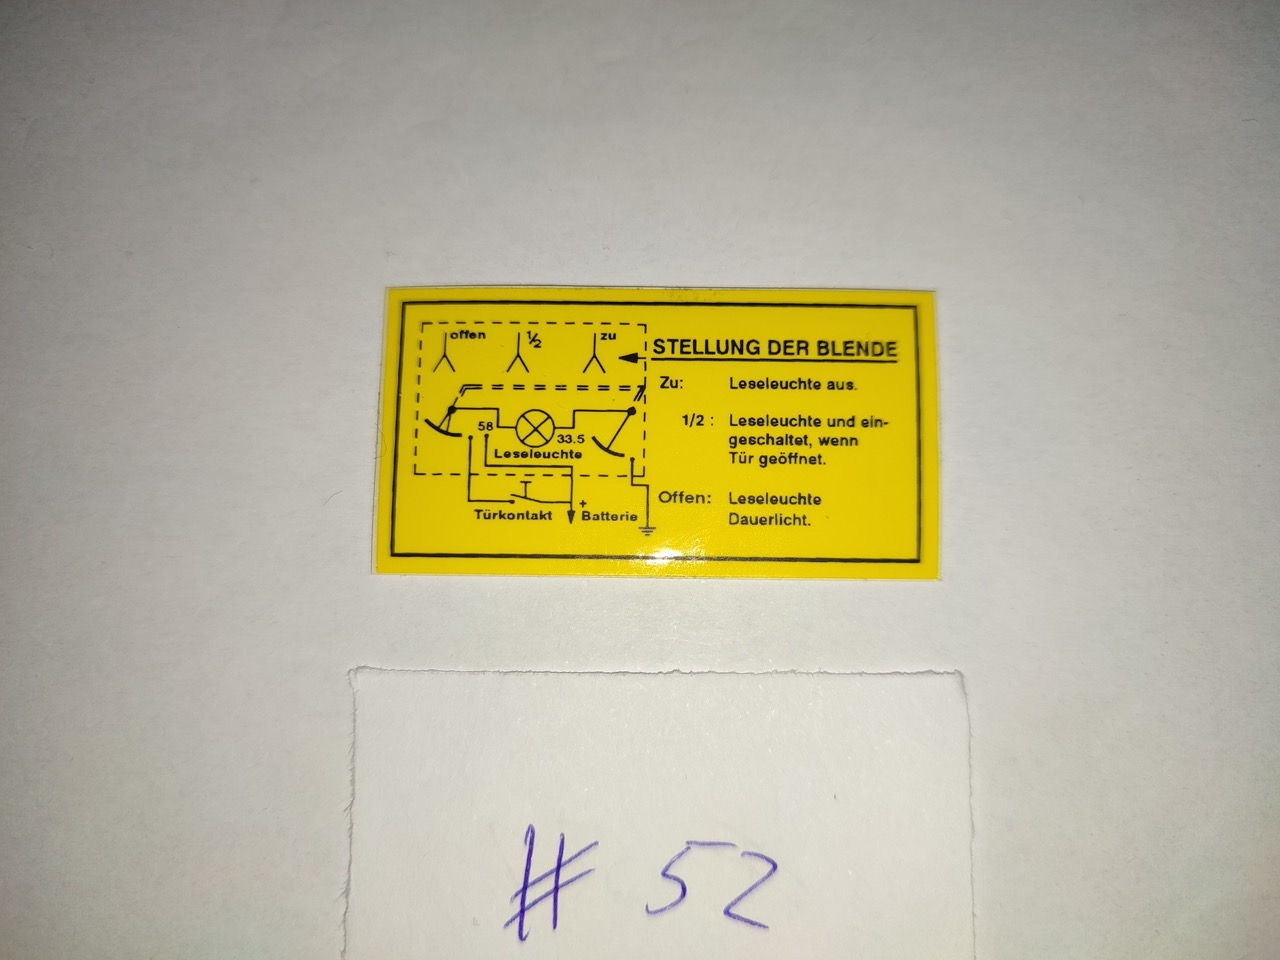 offen 1/2 zu
STELLUNG DER BLENDE
Zu: Leseleuchte aus.
1/2 : Leseleuchte und ein-
geschaltet, wenn
Tür geöffnet.
Offen: Leseleuchte
Dauerlicht.
58
33.5
Leseleuchte
Türkontakt
+
Batterie
# 52